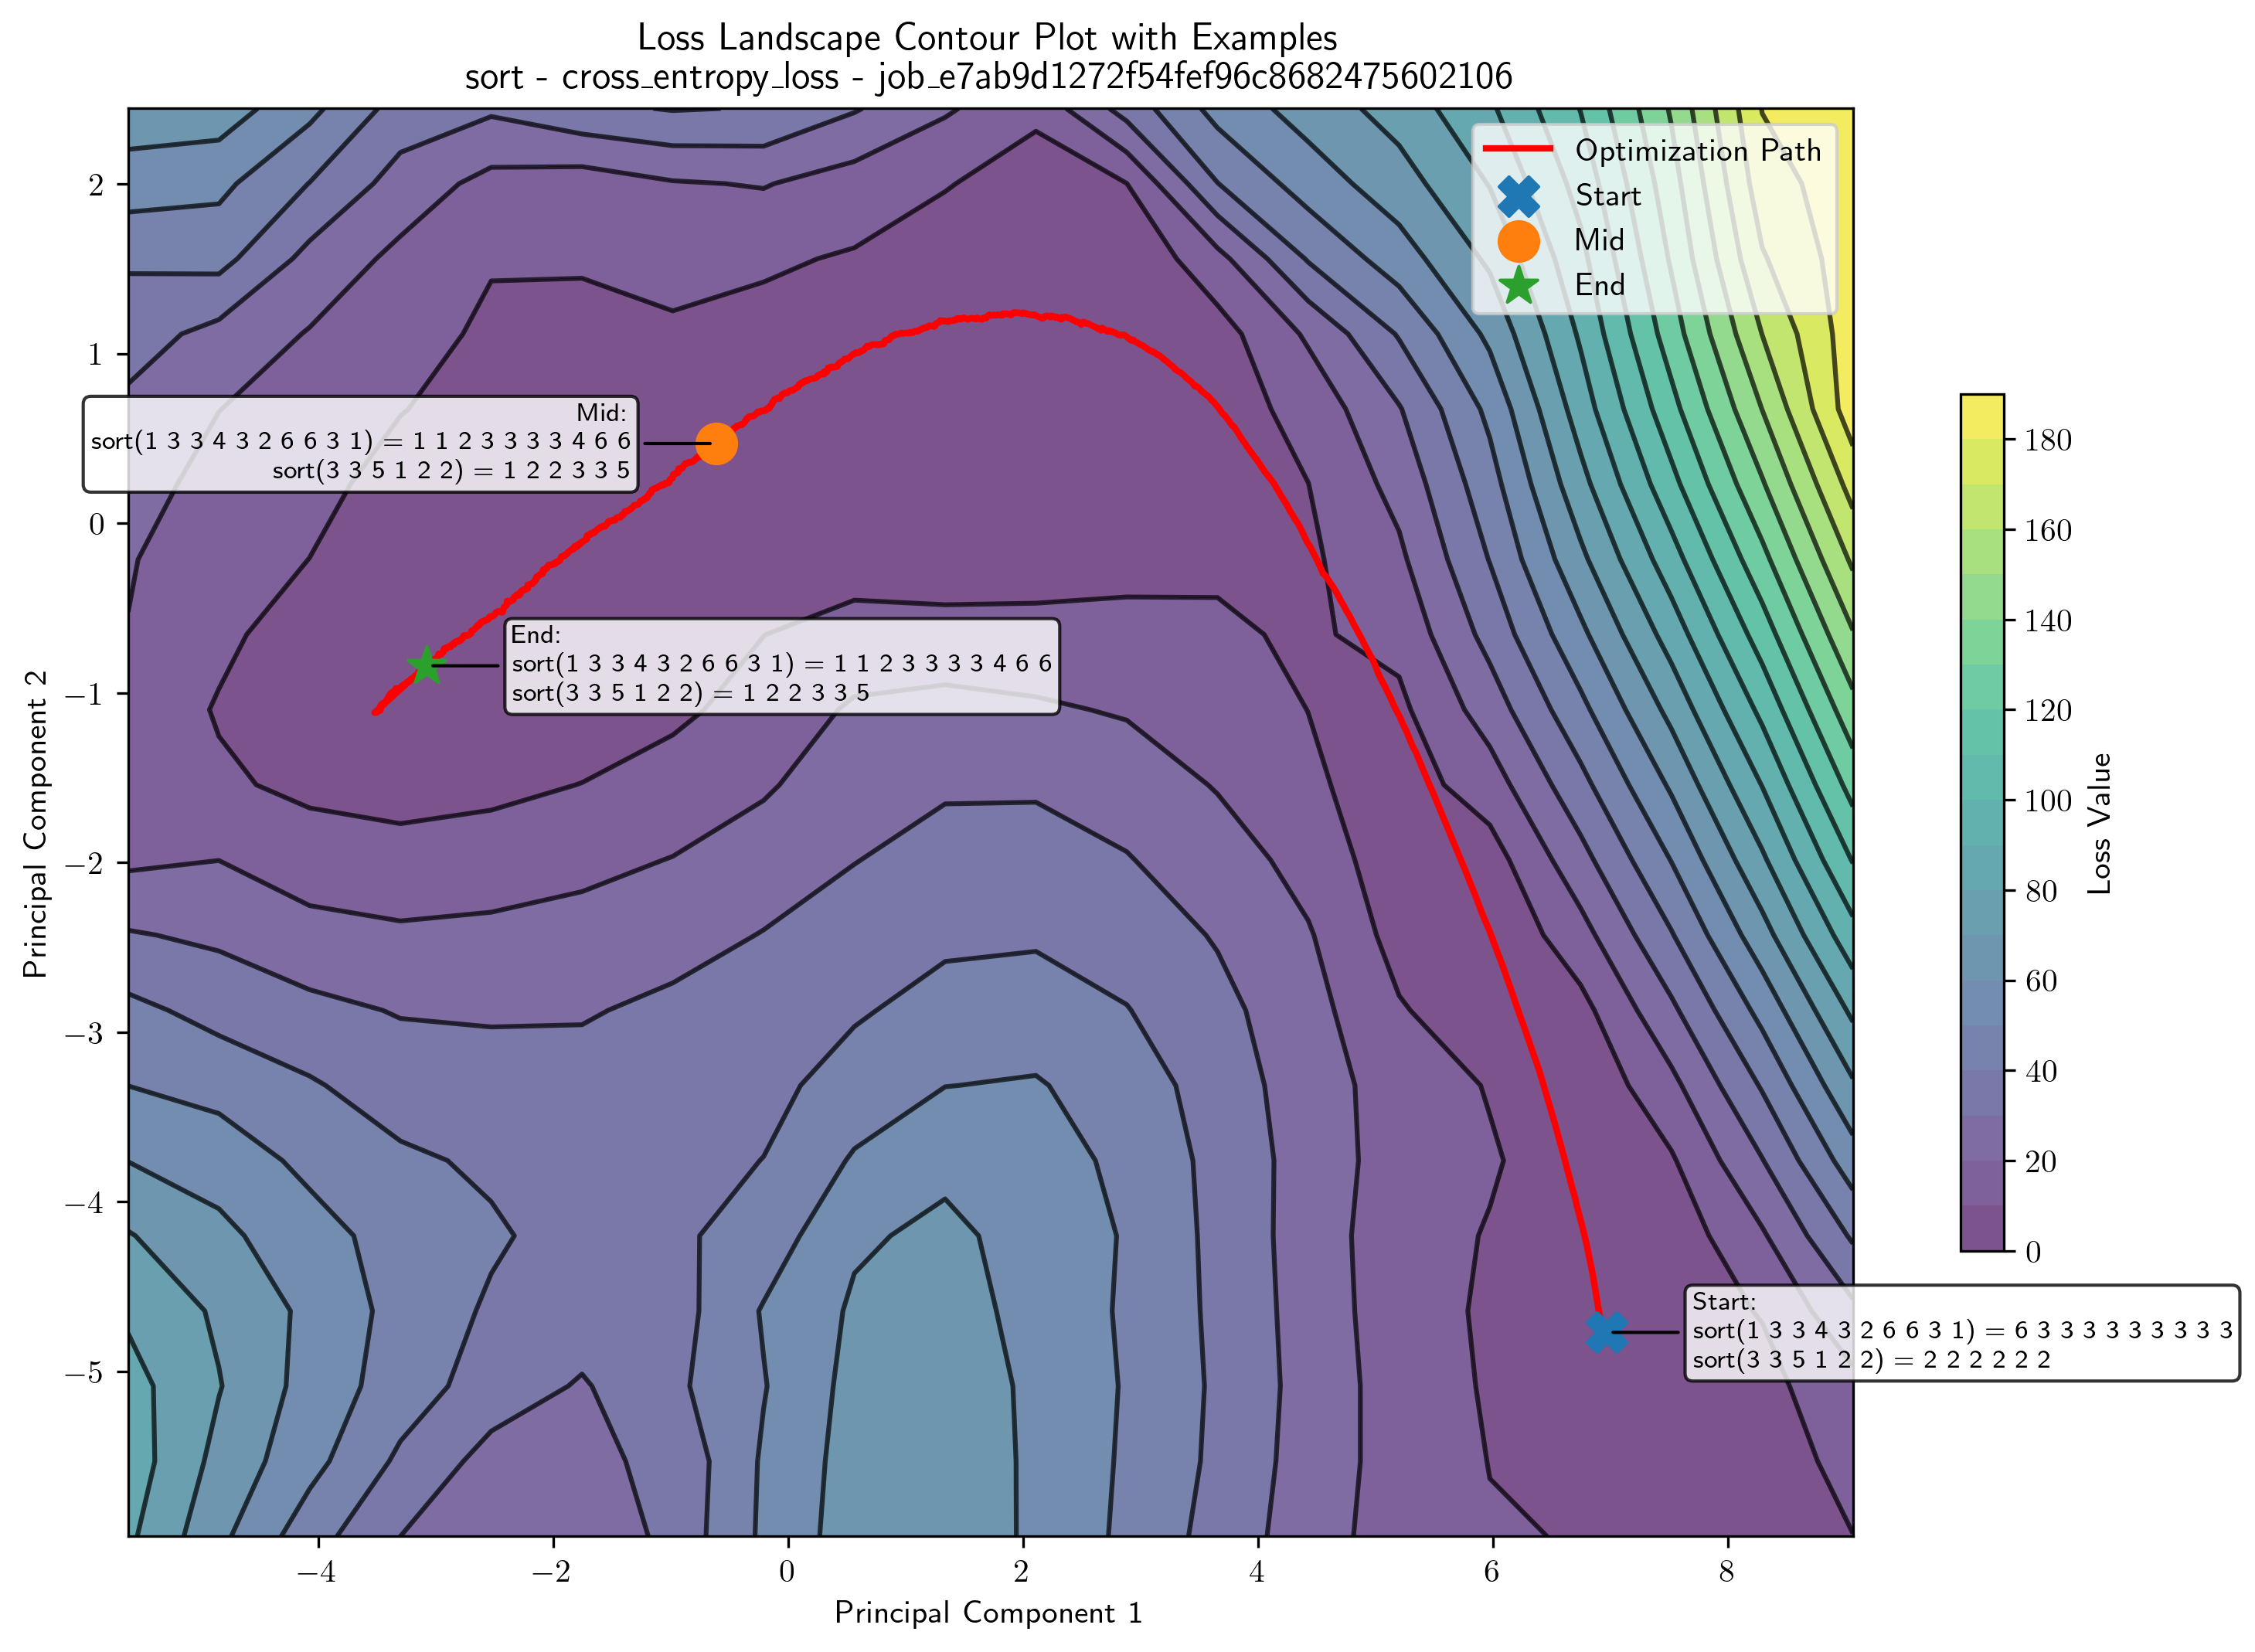 Loss Landscape Contour Plot with Examples
sort - cross_entropy_loss - job_e7ab9d1272f54fef96c8682475602106
Optimization Path
Start
Mid
End
Mid:
sort(1 3 3 4 3 2 6 6 3 1) = 1 1 2 3 3 3 3 4 6 6
sort(3 3 5 1 2 2) = 1 2 2 3 3 5
End:
sort(1 3 3 4 3 2 6 6 3 1) = 1 1 2 3 3 3 3 4 6 6
sort(3 3 5 1 2 2) = 1 2 2 3 3 5
Start:
sort(1 3 3 4 3 2 6 6 3 1) = 6 3 3 3 3 3 3 3 3 3
sort(3 3 5 1 2 2) = 2 2 2 2 2 2
2
1
0
−1
−2
−3
−4
−5
Principal Component 2
−4
−2
0
2
4
6
8
Principal Component 1
180
160
140
120
100
80
60
40
20
0
Loss Value